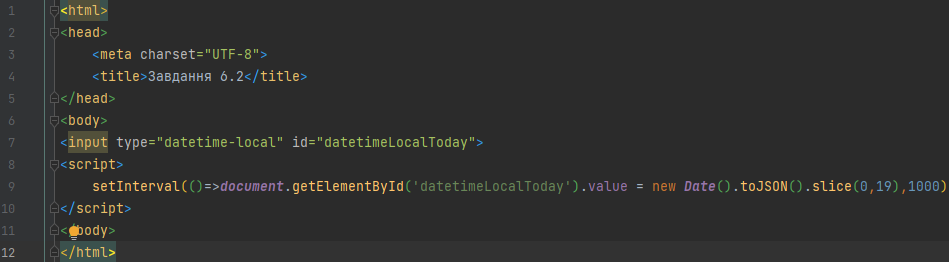 1 <html>
2 <head>
3 <meta charset="UTF-8">
4 <title>Завдання 6.2</title>
5 </head>
6 <body>
7 <input type="datetime-local" id="datetimeLocalToday">
8 <script>
9 setInterval(()=>document.getElementById('datetimeLocalToday').value = new Date().toJSON().slice(0,19),1000)
10 </script>
11 <body>
12 </html>